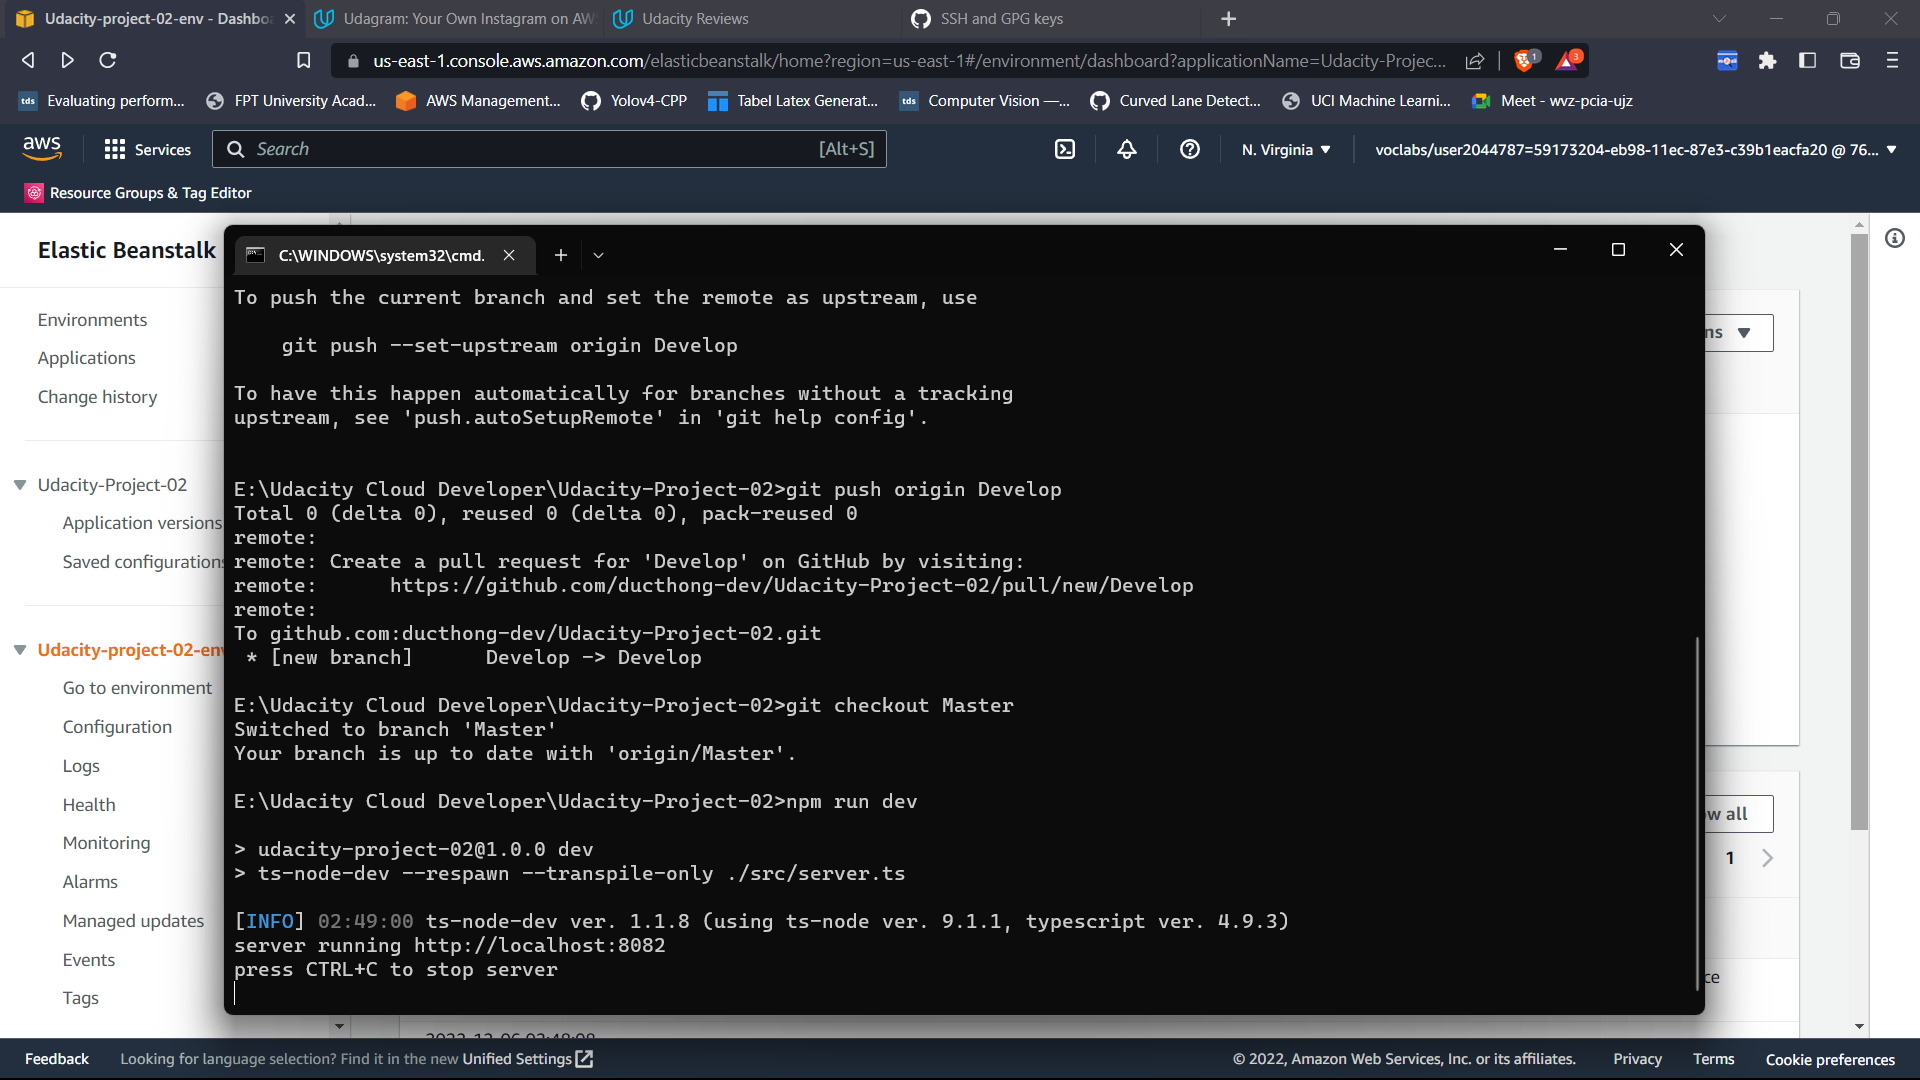 Udacity-project-02-env - Dashbo
Udagram: Your Own Instagram on AW
Udacity Reviews
SSH and GPG keys
us-east-1.console.aws.amazon.com/elasticbeanstalk/home?region=us-east-1#/environment/dashboard?applicationName=Udacity-Projec...
1
3
tds Evaluating perform...
FPT University Acad...
AWS Management...
Yolov4-CPP
Tabel Latex Generat...
tds Computer Vision —...
Curved Lane Detect...
UCI Machine Learni...
Meet - wvz-pcia-ujz
aws
Services
Search
[Alt+S]
N. Virginia
voclabs/user2044787=59173204-eb98-11ec-87e3-c39b1eacfa20 @ 76...
Resource Groups & Tag Editor
Elastic Beanstalk
Environments
Applications
Change history
Udacity-Project-02
Application versions
Saved configurations
Udacity-project-02-env
Go to environment
Configuration
Logs
Health
Monitoring
Alarms
Managed updates
Events
Tags
C:\WINDOWS\system32\cmd.
To push the current branch and set the remote as upstream, use
git push --set-upstream origin Develop
To have this happen automatically for branches without a tracking
upstream, see 'push.autoSetupRemote' in 'git help config'.
E:\Udacity Cloud Developer\Udacity-Project-02>git push origin Develop
Total 0 (delta 0), reused 0 (delta 0), pack-reused 0
remote:
remote: Create a pull request for 'Develop' on GitHub by visiting:
remote:      https://github.com/ducthong-dev/Udacity-Project-02/pull/new/Develop
remote:
To github.com:ducthong-dev/Udacity-Project-02.git
* [new branch]      Develop -> Develop
E:\Udacity Cloud Developer\Udacity-Project-02>git checkout Master
Switched to branch 'Master'
Your branch is up to date with 'origin/Master'.
E:\Udacity Cloud Developer\Udacity-Project-02>npm run dev
> udacity-project-02@1.0.0 dev
> ts-node-dev --respawn --transpile-only ./src/server.ts
[INFO] 02:49:00 ts-node-dev ver. 1.1.8 (using ts-node ver. 9.1.1, typescript ver. 4.9.3)
server running http://localhost:8082
press CTRL+C to stop server
ns
w all
1
ce
Feedback
Looking for language selection? Find it in the new Unified Settings
© 2022, Amazon Web Services, Inc. or its affiliates.
Privacy
Terms
Cookie preferences